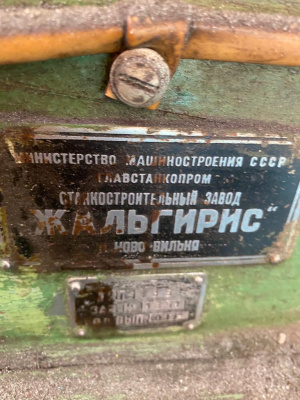 МИНИСТЕРСТВО МАШИНОСТРОЕНИЯ СССР
ГЛАВСТАНКОПРОМ
СТАНКОСТРОИТЕЛЬНЫЙ ЗАВОД
"ЖАЛЬГИРИС"
НОВО ВИЛЬНЯ